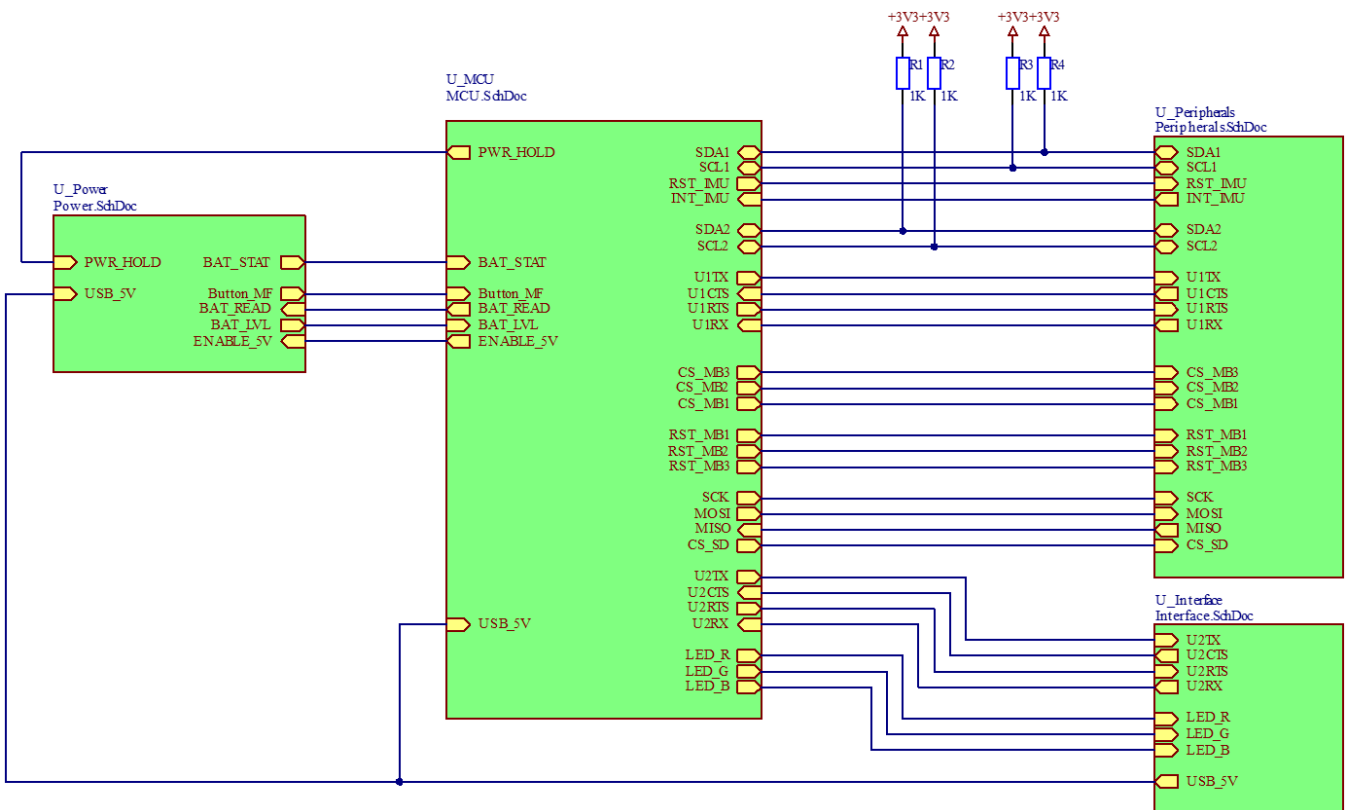 +3V3+3V3
+3V3+3V3
R1
R2
R3
R4
1K
1K
1K
1K
U_MCU
MCU.SchDoc
U_Peripherals
Peripherals.SchDoc
U_Power
Power.SchDoc
PWR_HOLD
USB_5V
BAT_STAT
Button_MF
BAT_READ
BAT_LVL
ENABLE_5V
PWR_HOLD
BAT_STAT
Button_MF
BAT_READ
BAT_LVL
ENABLE_5V
USB_5V
SDA1
SCL1
RST_IMU
INT_IMU
SDA2
SCL2
U1TX
U1CTS
U1RTS
U1RX
CS_MB3
CS_MB2
CS_MB1
RST_MB1
RST_MB2
RST_MB3
SCK
MOSI
MISO
CS_SD
U2TX
U2CTS
U2RTS
U2RX
LED_R
LED_G
LED_B
SDA1
SCL1
RST_IMU
INT_IMU
SDA2
SCL2
U1TX
U1CTS
U1RTS
U1RX
CS_MB3
CS_MB2
CS_MB1
RST_MB1
RST_MB2
RST_MB3
SCK
MOSI
MISO
CS_SD
U_Interface
Interface.SchDoc
U2TX
U2CTS
U2RTS
U2RX
LED_R
LED_G
LED_B
USB_5V